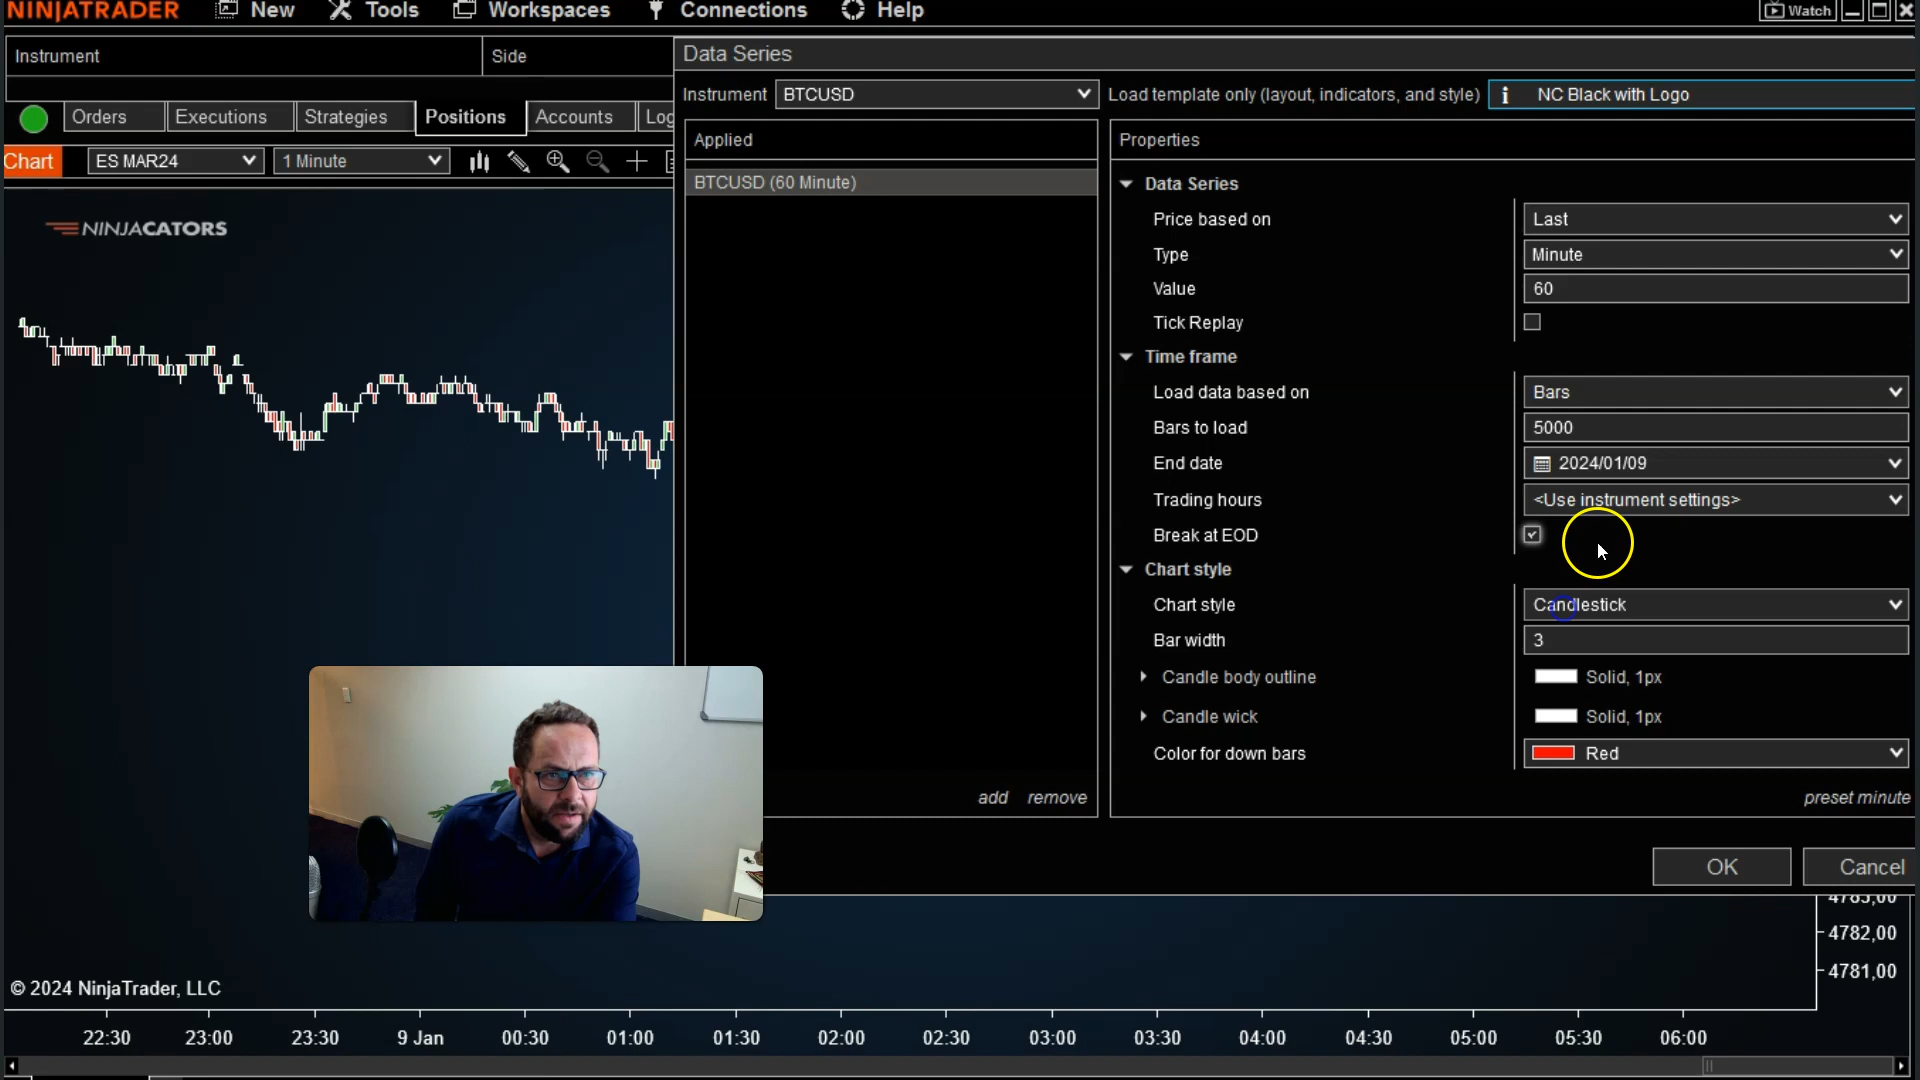 NINJATRADER New Tools Workspaces Connections Help Watch
Instrument Side
Data Series
Instrument BTCUSD Load template only (layout, indicators, and style) i NC Black with Logo
Orders Executions Strategies Positions Accounts Log
Applied
Properties
Chart ES MAR24 1 Minute
BTCUSD (60 Minute)
NINJACATORS
Data Series
Price based on Last
Type Minute
Value 60
Tick Replay
Time frame
Load data based on Bars
Bars to load 5000
End date 2024/01/09
Trading hours <Use instrument settings>
Break at EOD
Chart style
Chart style Candlestick
Bar width 3
Candle body outline Solid, 1px
Candle wick Solid, 1px
Color for down bars Red
add remove
preset minute
OK Cancel
4783,00
4782,00
4781,00
© 2024 NinjaTrader, LLC
22:30 23:00 23:30 9 Jan 00:30 01:00 01:30 02:00 02:30 03:00 03:30 04:00 04:30 05:00 05:30 06:00